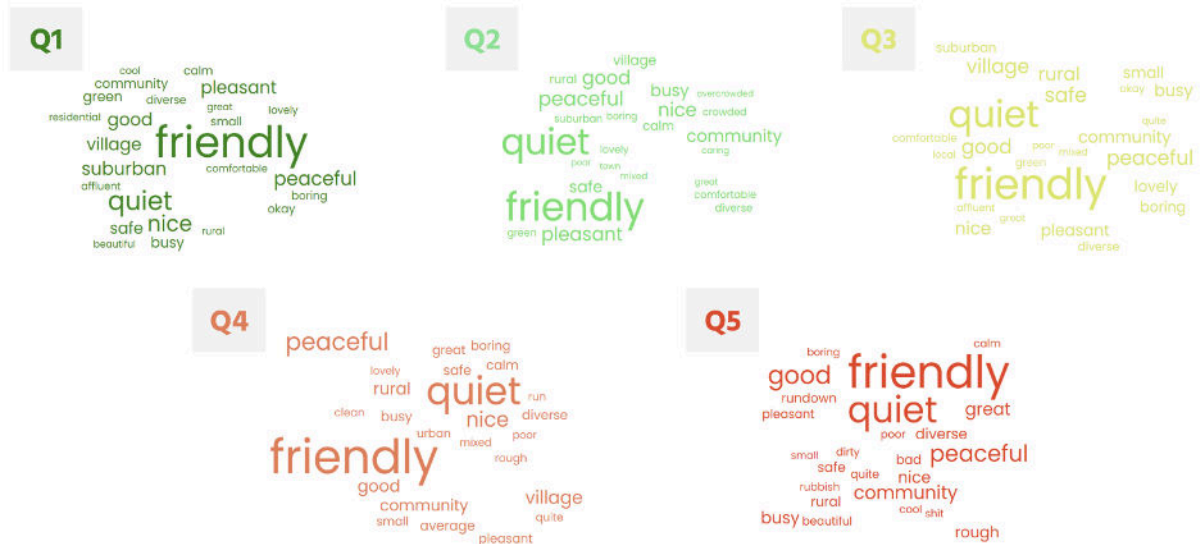 Q1
cool calm
community pleasant
green diverse great lovely
residential good small
village friendly
suburban comfortable
affluent peaceful
quiet boring
safe nice okay
beautiful busy rural
Q2
village
rural good
peaceful busy overcrowded
suburban boring nice crowded
quiet calm community
lovely caring
poor town
mixed
safe great
friendly comfortable
diverse
green pleasant
Q3
suburban
village rural small
safe okay busy
quiet quite
comfortable community
local good poor mixed
green peaceful
friendly lovely
affluent boring
great
nice pleasant
diverse
Q4
peaceful great boring
lovely safe calm
rural quiet run
clean busy nice diverse
urban mixed poor
friendly rough
good
community village
small average quite
pleasant
Q5
boring calm
good friendly
rundown quiet great
pleasant
poor diverse
small dirty bad peaceful
safe quite nice
rubbish community
rural cool shit
busy beautiful
rough